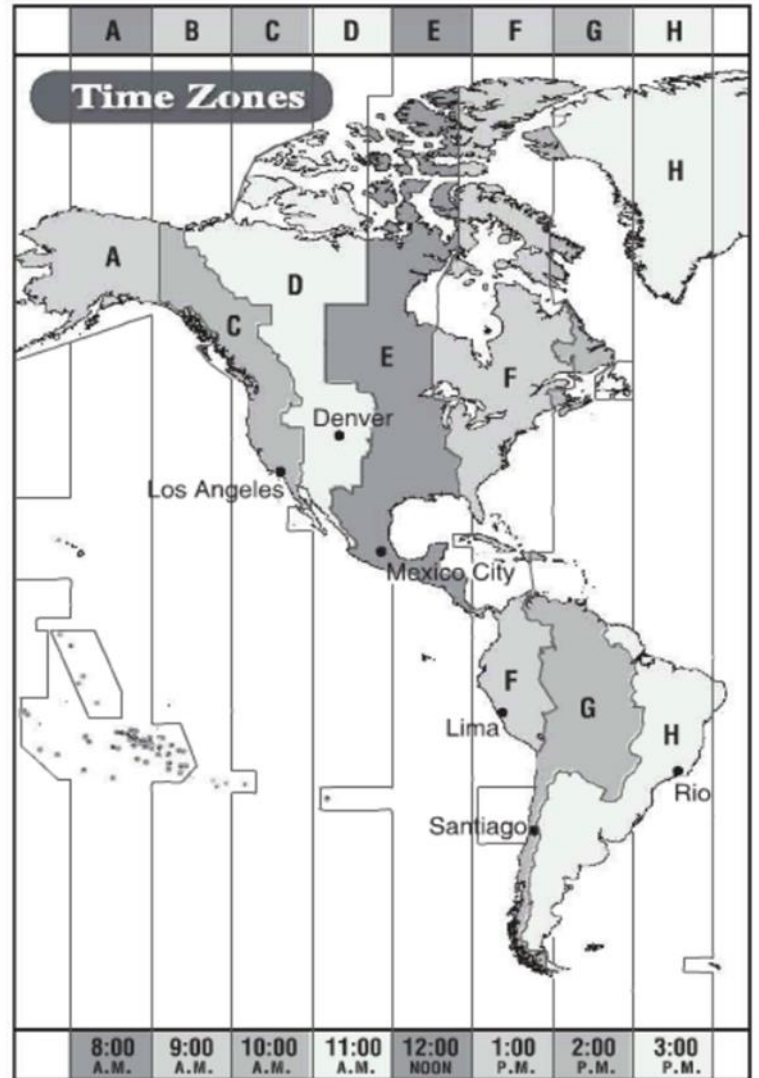 A B C D E F G H
Time Zones
H
A
D
C
E
F
Denver
Los Angeles
Mexico City
F
G
Lima
H
Rio
Santiago
8:00 9:00 10:00 11:00 12:00 1:00 2:00 3:00
A.M. A.M. A.M. A.M. NOON P.M. P.M. P.M.